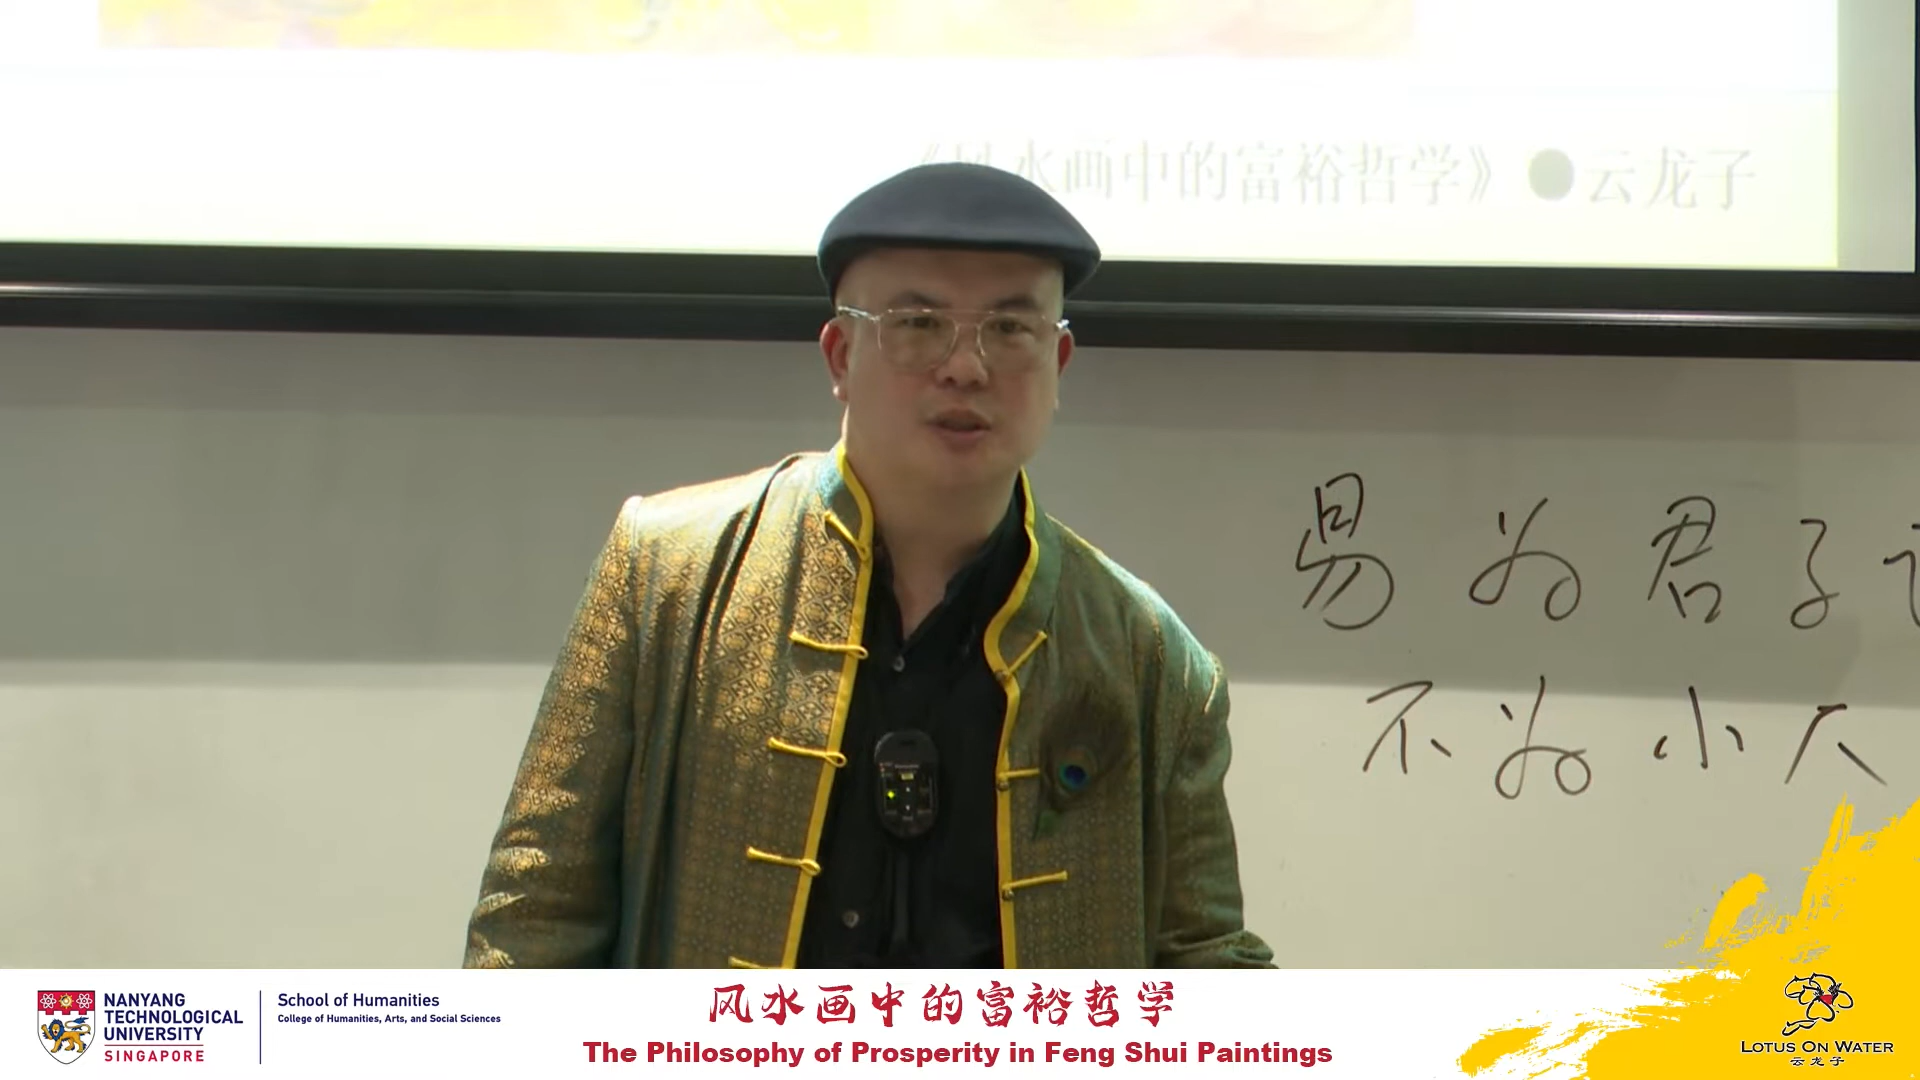 《风水画中的富裕哲学》●云龙子
易为君子
不为小人
NANYANG
TECHNOLOGICAL
UNIVERSITY
SINGAPORE
School of Humanities
College of Humanities, Arts, and Social Sciences
风水画中的富裕哲学
The Philosophy of Prosperity in Feng Shui Paintings
LOTUS ON WATER
云龙子